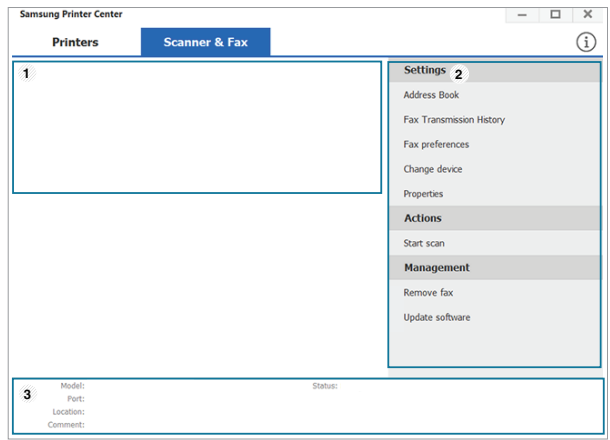 Samsung Printer Center
Printers
Scanner & Fax
1
Settings
2
Address Book
Fax Transmission History
Fax preferences
Change device
Properties
Actions
Start scan
Management
Remove fax
Update software
3
Model:
Status:
Port:
Location:
Comment: